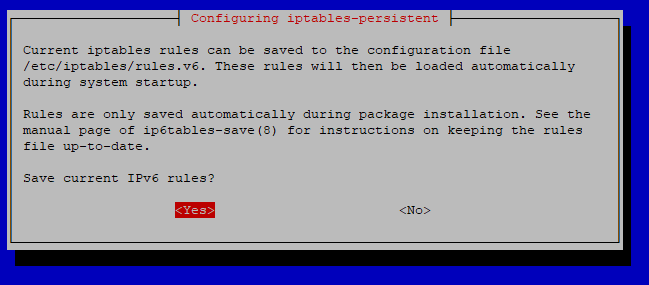 Configuring iptables-persistent
Current iptables rules can be saved to the configuration file
/etc/iptables/rules.v6. These rules will then be loaded automatically
during system startup.
Rules are only saved automatically during package installation. See the
manual page of ip6tables-save(8) for instructions on keeping the rules
file up-to-date.
Save current IPv6 rules?
<Yes> <No>